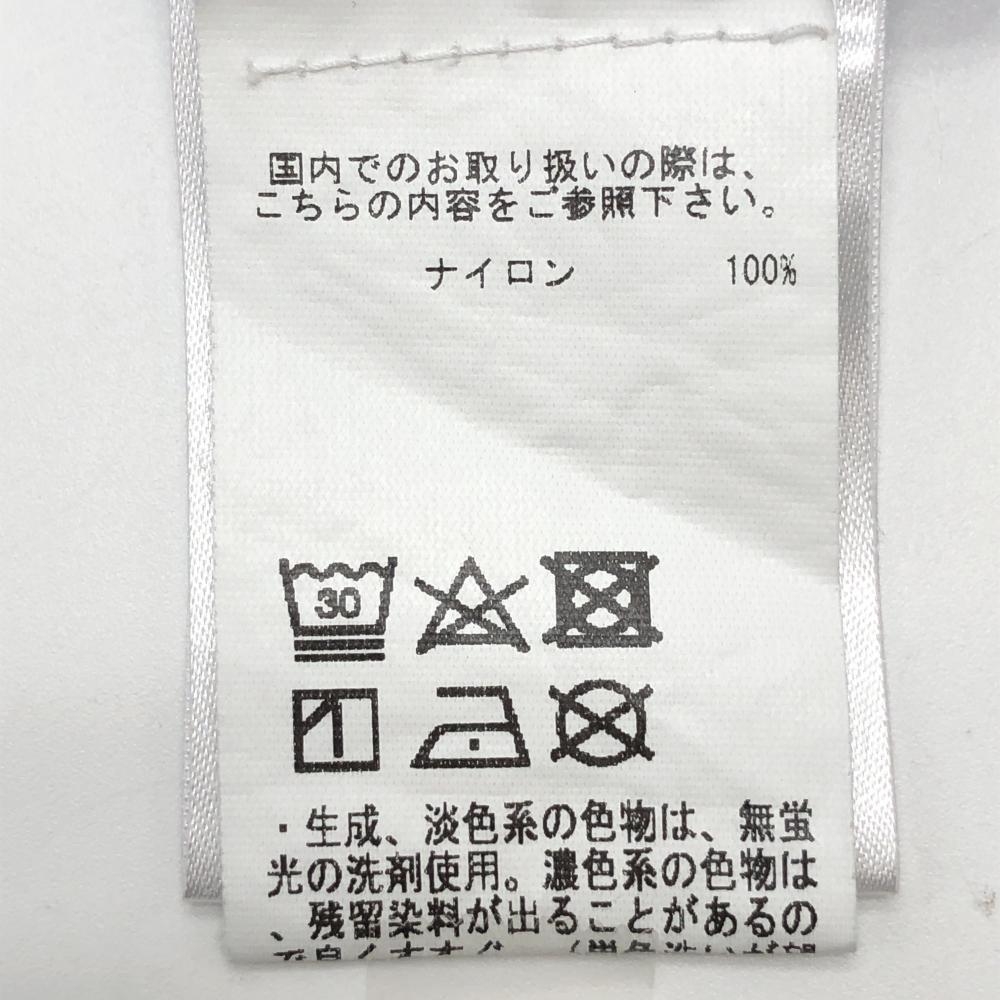 国内でのお取り扱いの際は、
こちらの内容をご参照下さい。
ナイロン 100%
30
・生成、淡色系の色物は、無蛍
光の洗剤使用。濃色系の色物は
、残留染料が出ることがあるの